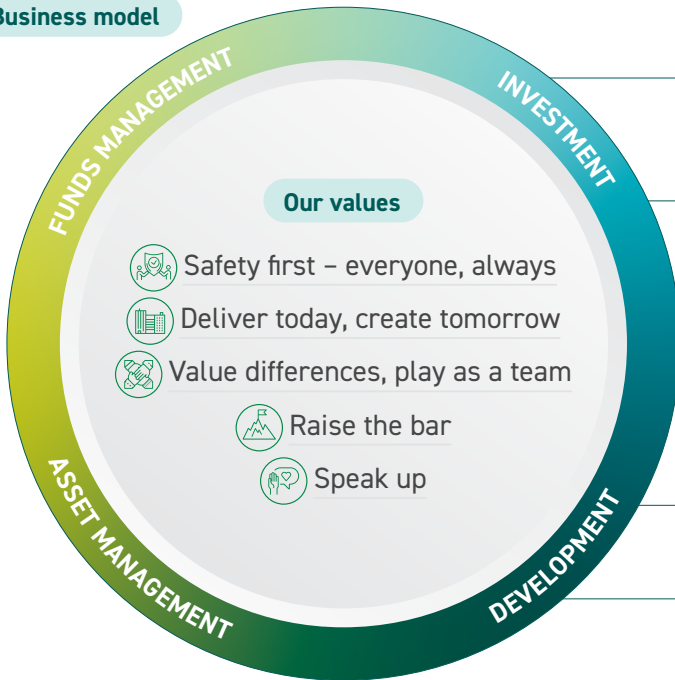 Business model
FUNDS MANAGEMENT
INVESTMENT
Our values
Safety first – everyone, always
Deliver today, create tomorrow
Value differences, play as a team
Raise the bar
Speak up
ASSET MANAGEMENT
DEVELOPMENT